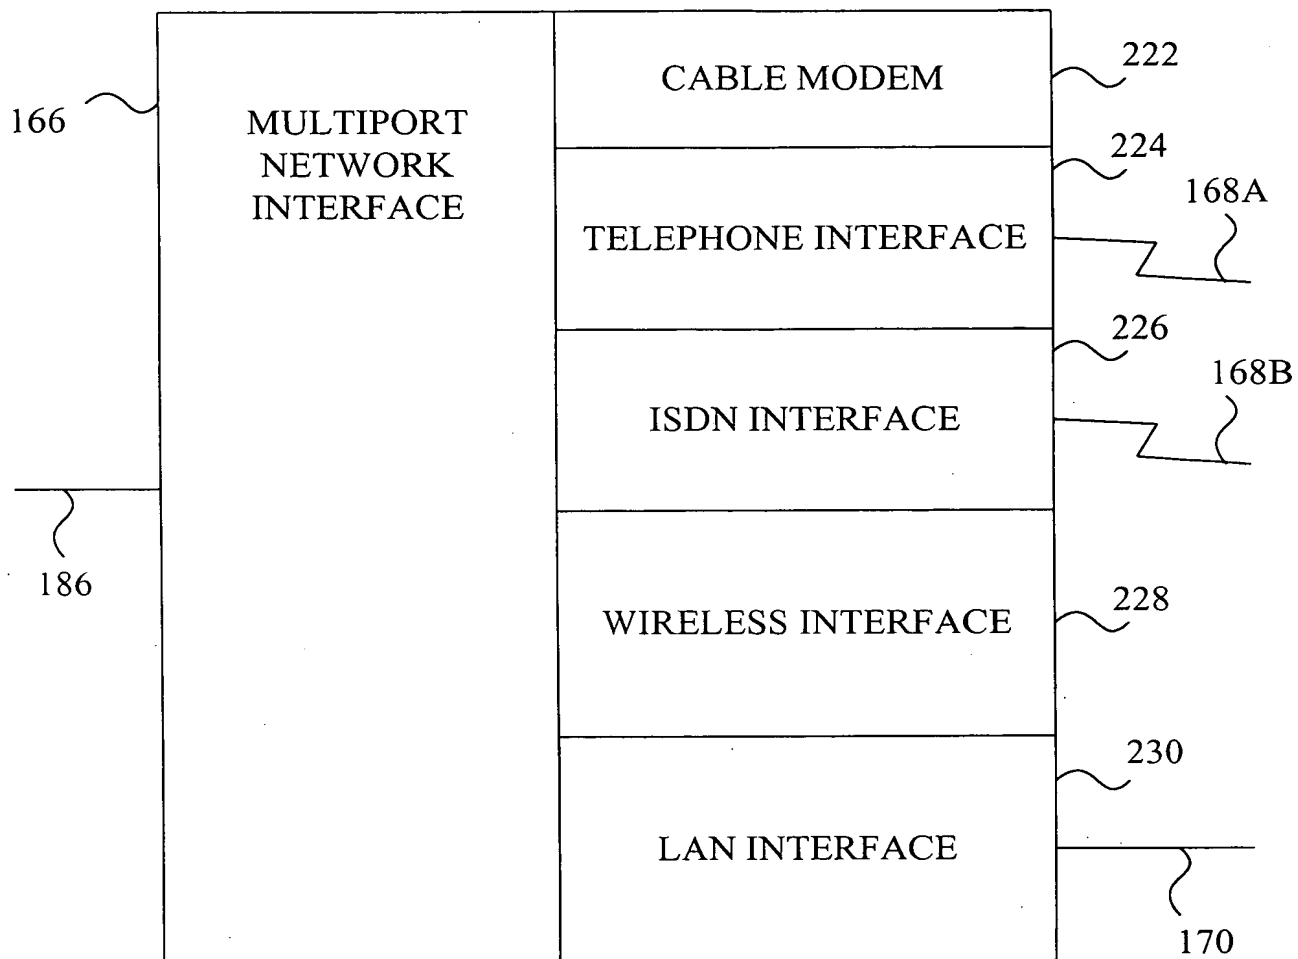 166
MULTIPORT
NETWORK
INTERFACE
CABLE MODEM
222
224
TELEPHONE INTERFACE
168A
226
ISDN INTERFACE
168B
186
WIRELESS INTERFACE
228
230
LAN INTERFACE
170